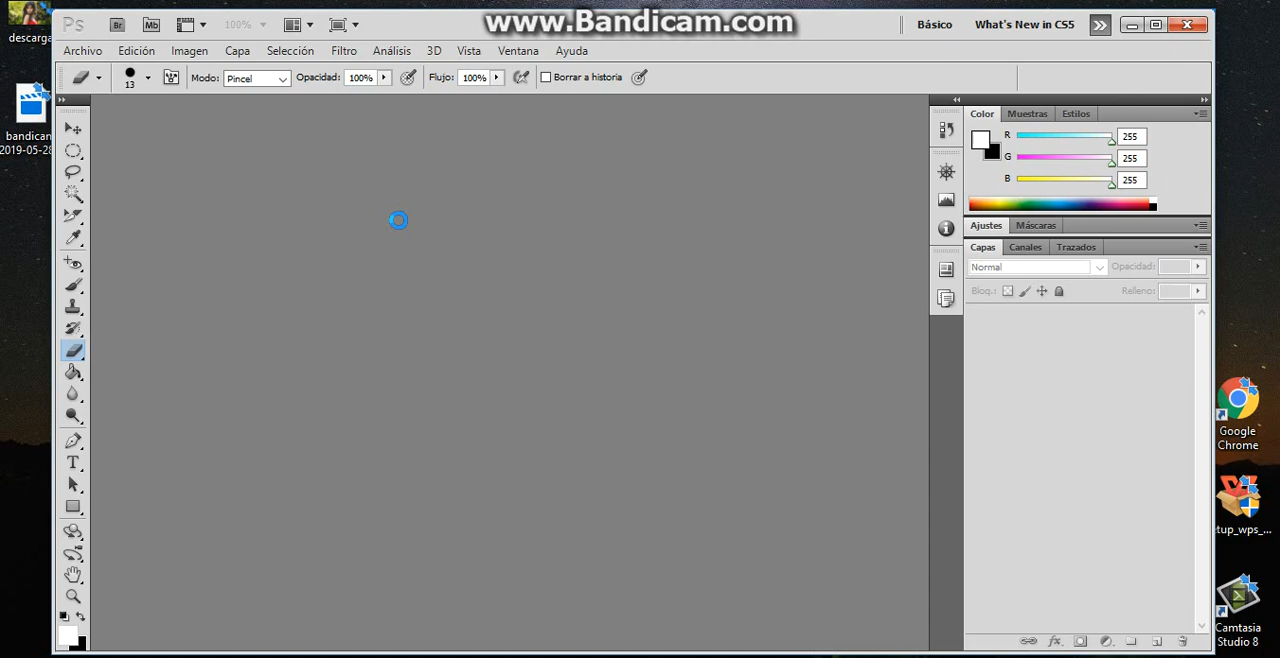 descarga
bandicam
2019-05-28
Ps
Br
Mb
100%
www.Bandicam.com
Básico
What's New in CS5
Archivo Edición Imagen Capa Selección Filtro Análisis 3D Vista Ventana Ayuda
13
Modo: Pincel
Opacidad: 100%
Flujo: 100%
Borrar a historia
Color Muestras Estilos
R 255
G 255
B 255
Ajustes Máscaras
Capas Canales Trazados
Normal
Opacidad:
Bloq.:
Relleno:
Google
Chrome
etup_wps_...
Camtasia
Studio 8